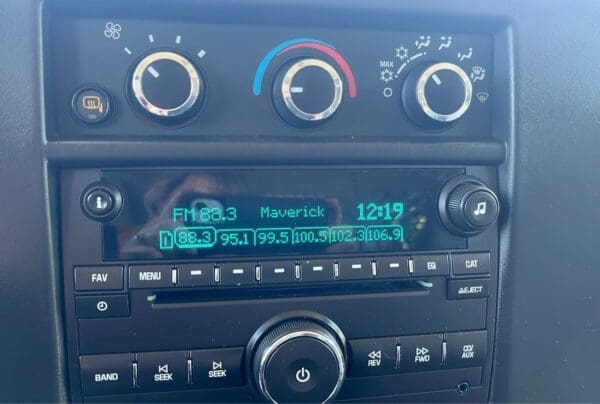 MAX
FM 88.3 Maverick 12:19
1 88.3 95.1 99.5 100.5 102.3 106.9
FAV MENU EQ CAT
EJECT
BAND SEEK SEEK REV FWD CD/AUX